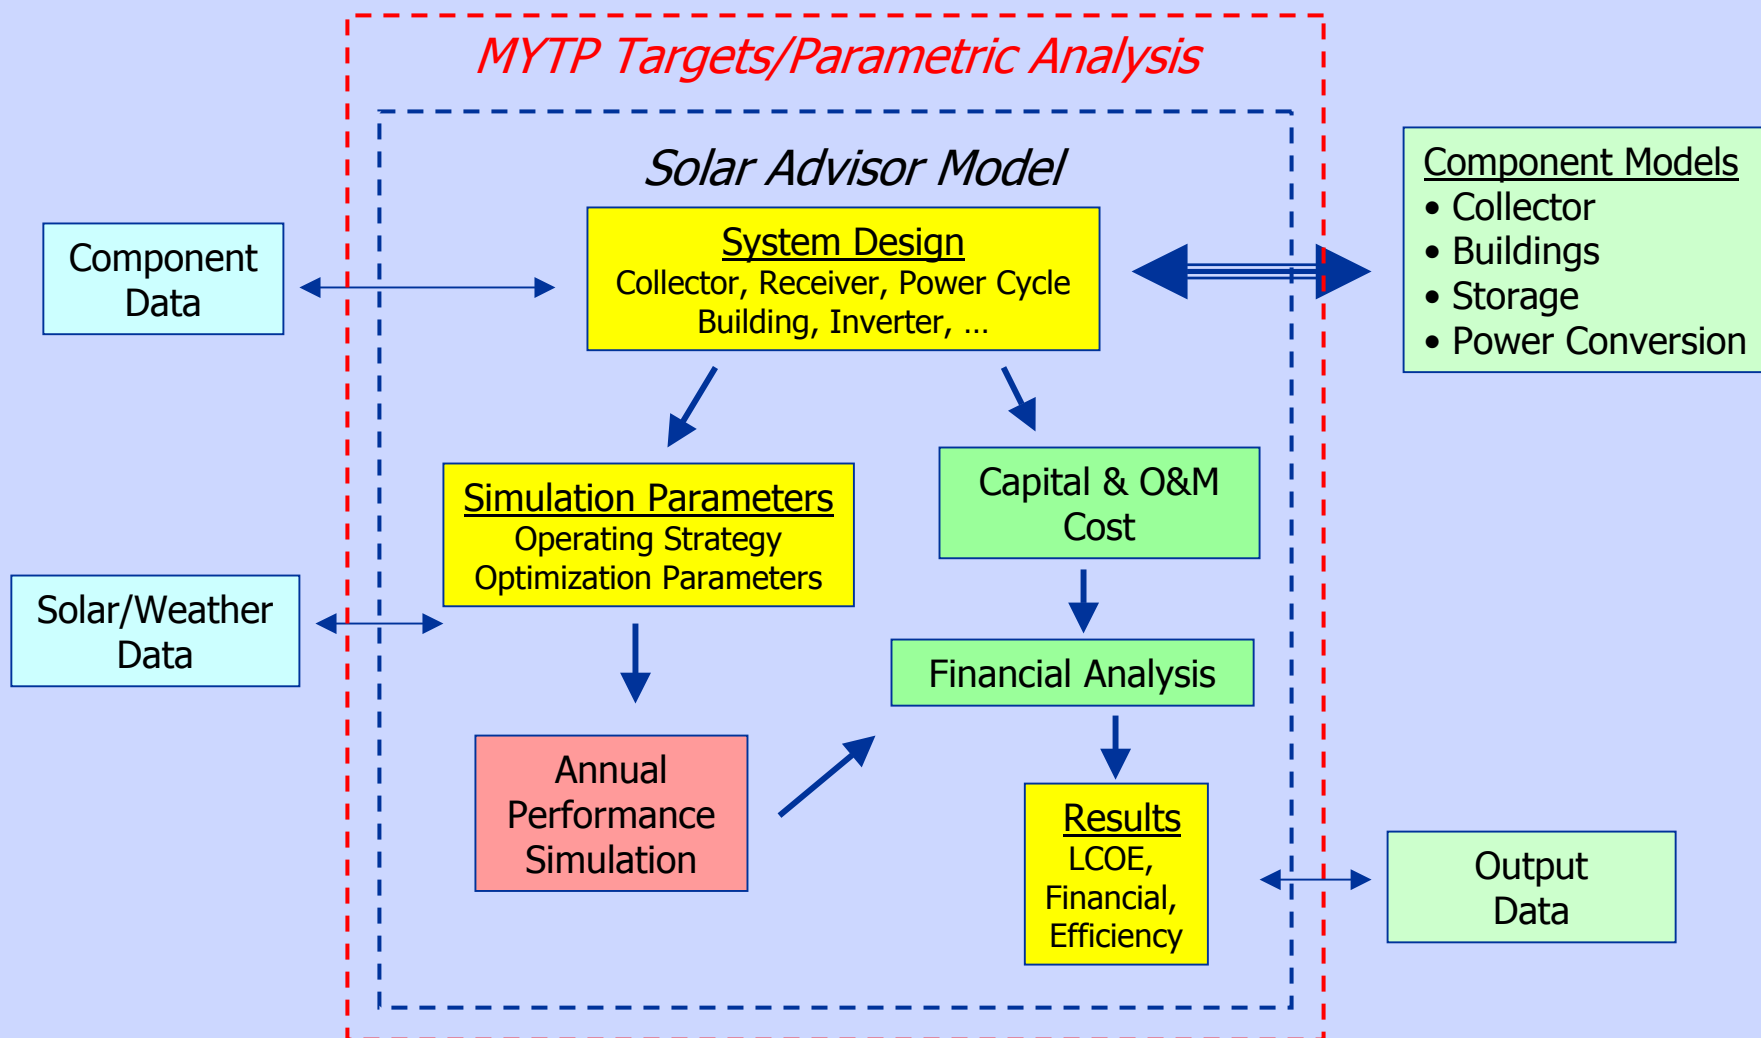 MYTP Targets/Parametric Analysis
Solar Advisor Model
Component
Data
System Design
Collector, Receiver, Power Cycle
Building, Inverter, …
Component Models
• Collector
• Buildings
• Storage
• Power Conversion
Simulation Parameters
Operating Strategy
Optimization Parameters
Capital & O&M
Cost
Solar/Weather
Data
Financial Analysis
Annual
Performance
Simulation
Results
LCOE,
Financial,
Efficiency
Output
Data